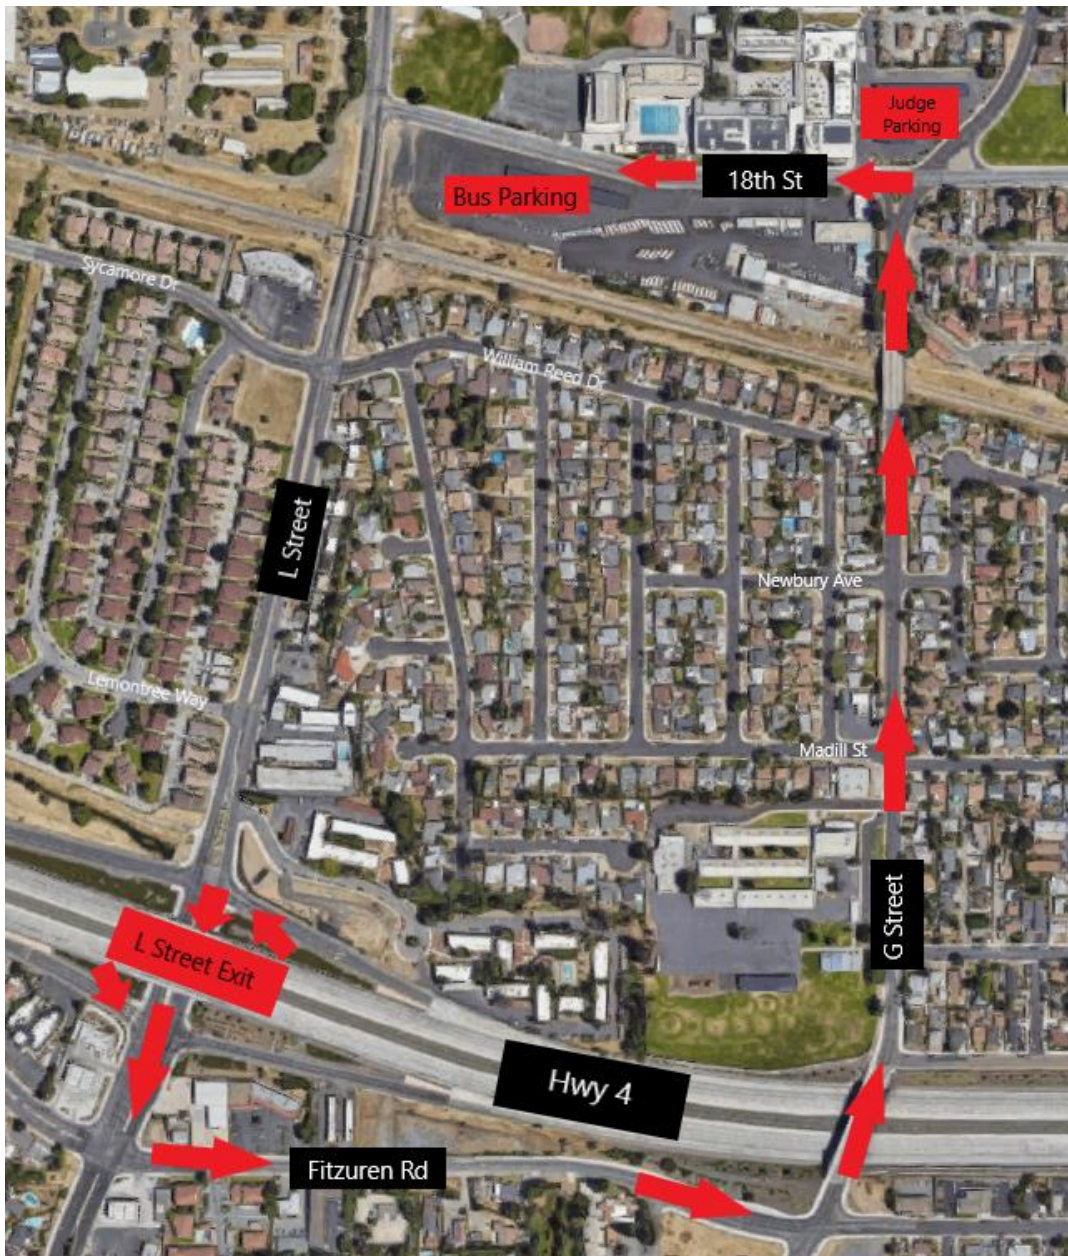 Judge
Parking
18th St
Bus Parking
Sycamore Dr
William Reed Dr
L Street
Newbury Ave
Lemontree Way
Madill St
G Street
L Street Exit
Hwy 4
Fitzuren Rd